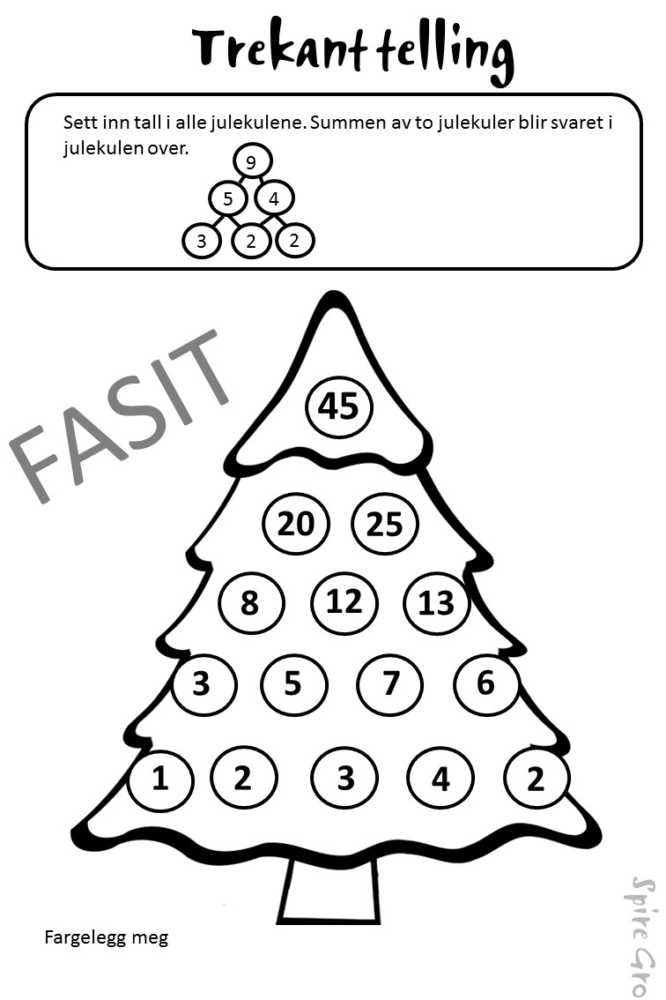 Trekanttelling
Sett inn tall i alle julekulene. Summen av to julekuler blir svaret i
julekulen over.
9
5 4
3 2 2
FASIT
45
20 25
8 12 13
3 5 7 6
1 2 3 4 2
Fargelegg meg
Spire Gro